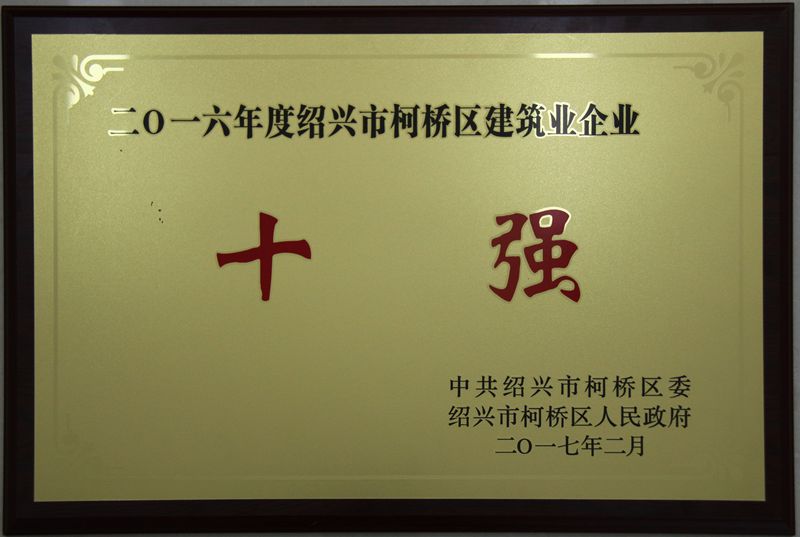 二〇一六年度绍兴市柯桥区建筑业企业
十强
中共绍兴市柯桥区委
绍兴市柯桥区人民政府
二〇一七年二月